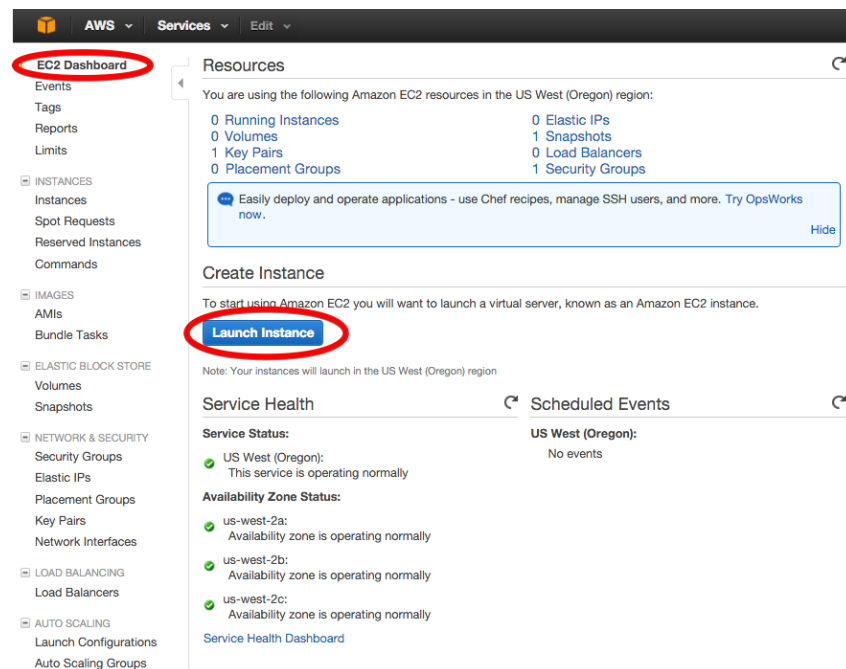 AWS Services Edit
EC2 Dashboard
Events
Tags
Reports
Limits
INSTANCES
Instances
Spot Requests
Reserved Instances
Commands
IMAGES
AMIs
Bundle Tasks
ELASTIC BLOCK STORE
Volumes
Snapshots
NETWORK & SECURITY
Security Groups
Elastic IPs
Placement Groups
Key Pairs
Network Interfaces
LOAD BALANCING
Load Balancers
AUTO SCALING
Launch Configurations
Auto Scaling Groups
Resources
You are using the following Amazon EC2 resources in the US West (Oregon) region:
0 Running Instances
0 Volumes
1 Key Pairs
0 Placement Groups
0 Elastic IPs
1 Snapshots
0 Load Balancers
1 Security Groups
Easily deploy and operate applications - use Chef recipes, manage SSH users, and more. Try OpsWorks
now.
Hide
Create Instance
To start using Amazon EC2 you will want to launch a virtual server, known as an Amazon EC2 instance.
Launch Instance
Note: Your instances will launch in the US West (Oregon) region
Service Health
Service Status:
US West (Oregon):
This service is operating normally
Availability Zone Status:
us-west-2a:
Availability zone is operating normally
us-west-2b:
Availability zone is operating normally
us-west-2c:
Availability zone is operating normally
Service Health Dashboard
Scheduled Events
US West (Oregon):
No events